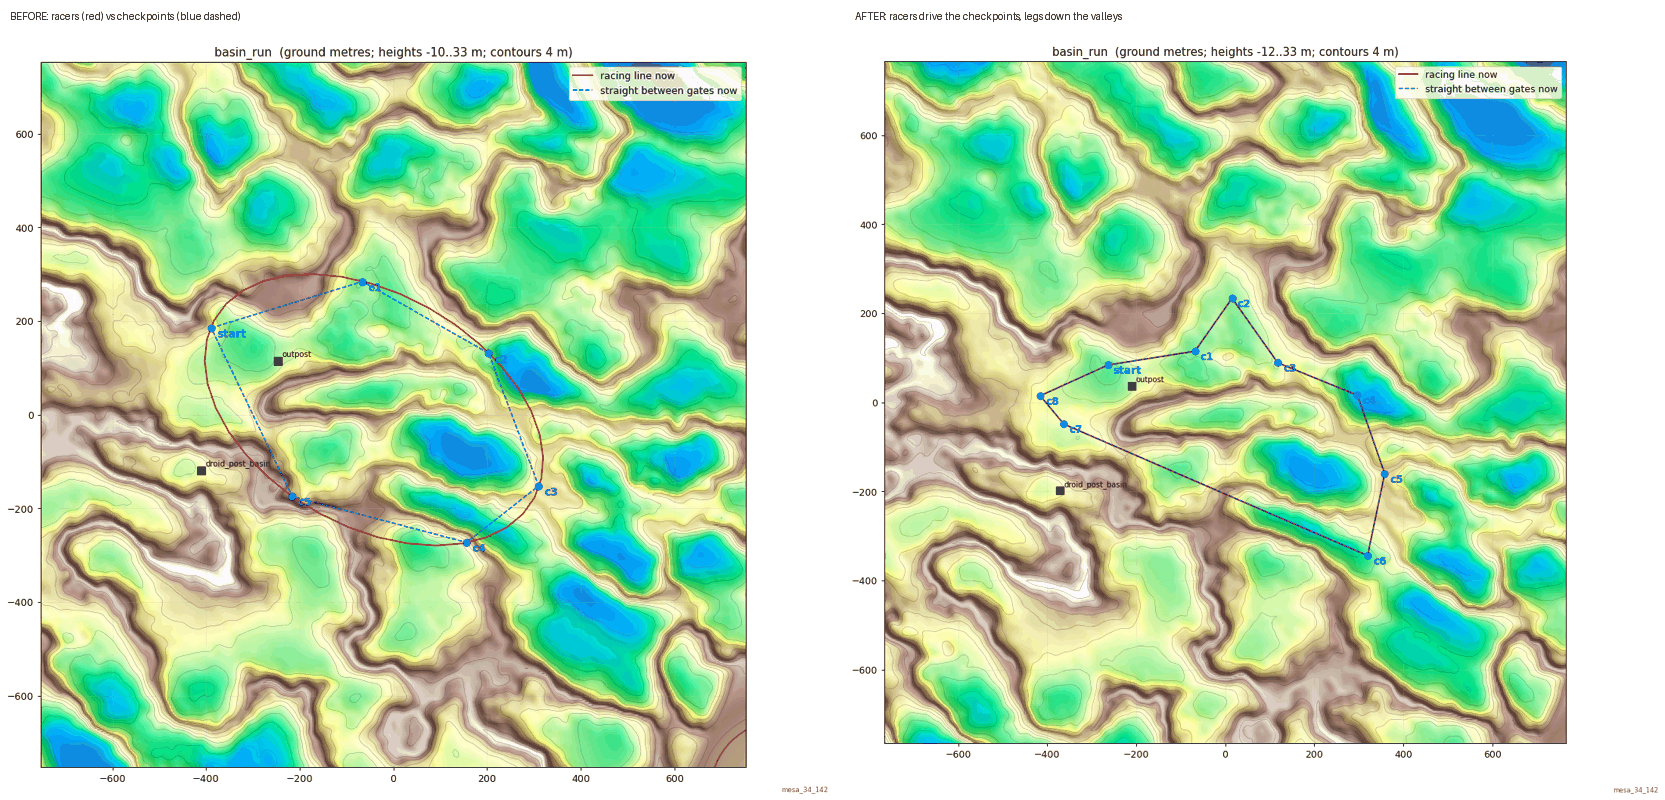 BEFORE: racers (red) vs checkpoints (blue dashed)
basin_run (ground metres; heights -10..33 m; contours 4 m)
racing line now
straight between gates now
600
400
200
0
−200
−400
−600
c1
start
outpost
c3
droid_post_basin
c4
−600
−400
−200
0
200
400
600
mesa_34_142
AFTER: racers drive the checkpoints, legs down the valleys
basin_run (ground metres; heights -12..33 m; contours 4 m)
racing line now
straight between gates now
600
400
200
0
−200
−400
−600
c2
c1
c3
start
outpost
c8
c4
c7
c5
droid_post_basin
c6
−600
−400
−200
0
200
400
600
mesa_34_142